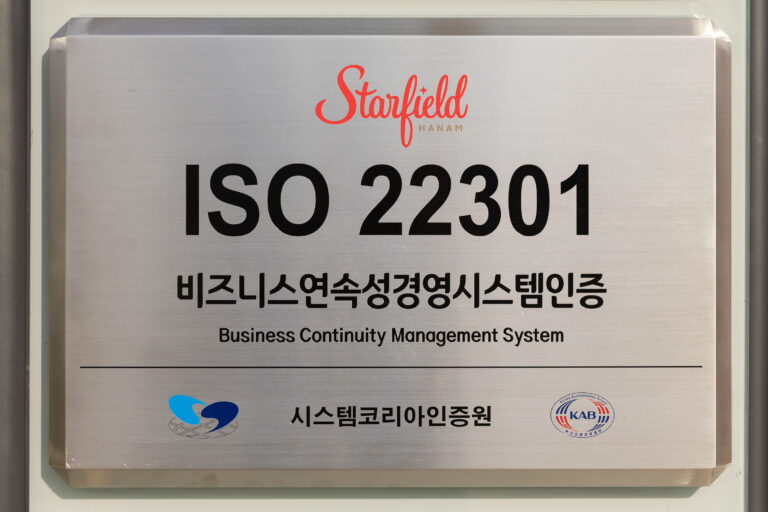 Starfield
HANAM
ISO 22301
비즈니스연속성경영시스템인증
Business Continuity Management System
시스템코리아인증원
KAB